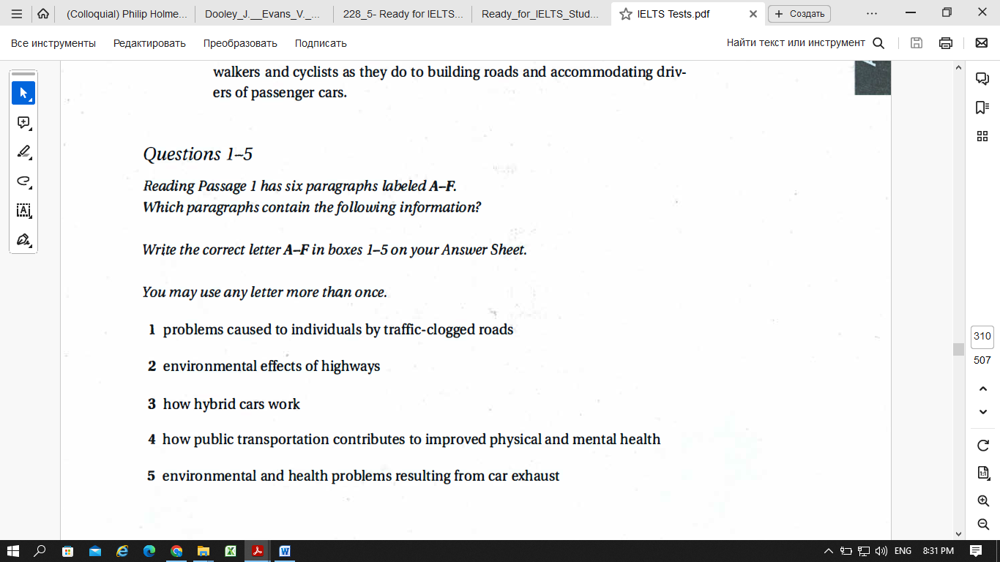 (Colloquial) Philip Holme...
Dooley_J.__Evans_V._...
228_5- Ready for IELTS...
Ready_for_IELTS_Stud...
IELTS Tests.pdf
Создать
Все инструменты
Редактировать
Преобразовать
Подписать
Найти текст или инструмент
walkers and cyclists as they do to building roads and accommodating driv-
ers of passenger cars.
Questions 1–5
Reading Passage 1 has six paragraphs labeled A–F.
Which paragraphs contain the following information?
Write the correct letter A–F in boxes 1–5 on your Answer Sheet.
You may use any letter more than once.
1 problems caused to individuals by traffic-clogged roads
2 environmental effects of highways
3 how hybrid cars work
4 how public transportation contributes to improved physical and mental health
5 environmental and health problems resulting from car exhaust
310
507
1:1
ENG
8:31 PM